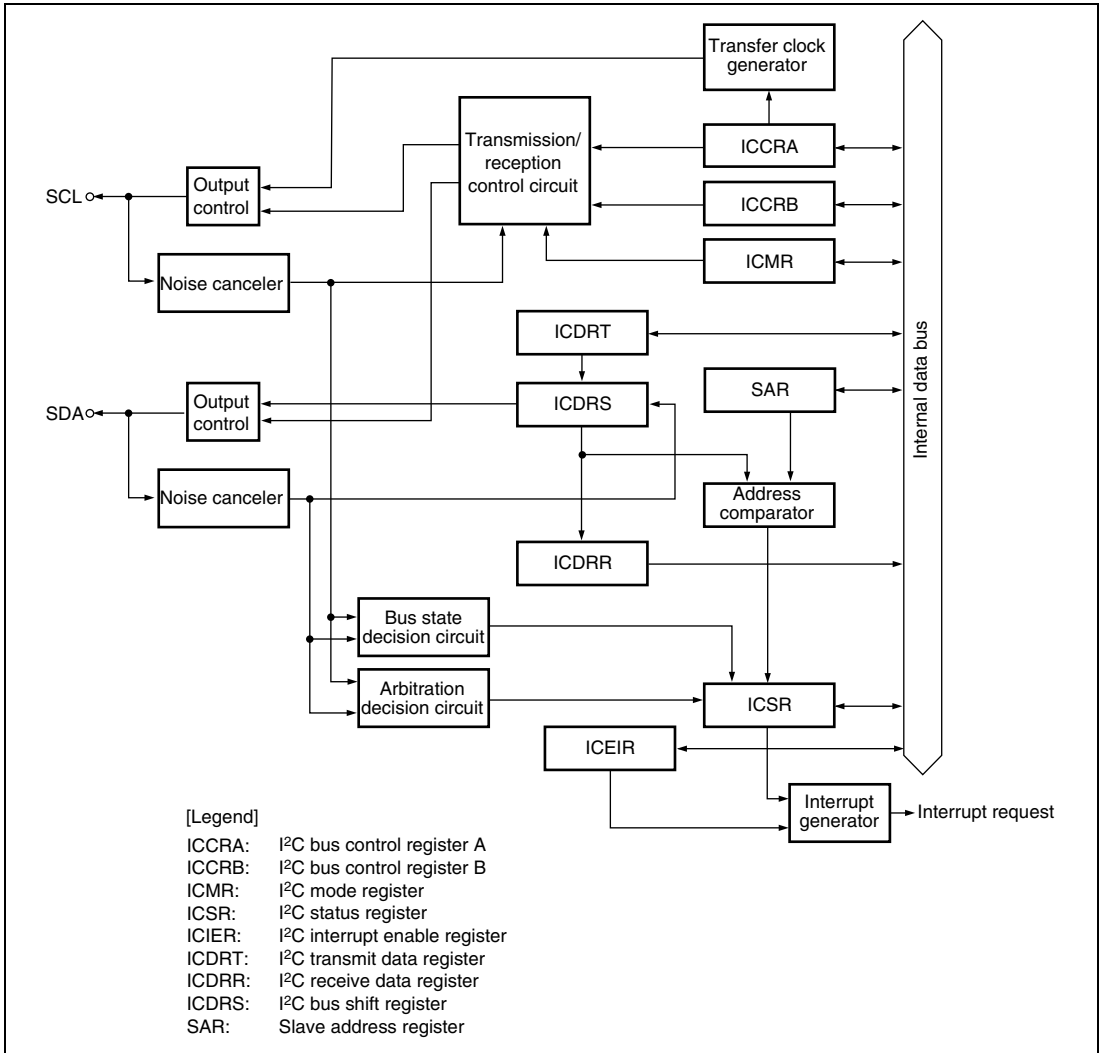 Transfer clock
generator
Transmission/
reception
control circuit
ICCRA
Output
control
SCL
ICCRB
ICMR
Noise canceler
ICDRT
Internal data bus
SAR
Output
control
SDA
ICDRS
Noise canceler
Address
comparator
ICDRR
Bus state
decision circuit
Arbitration
decision circuit
ICSR
ICEIR
Interrupt
generator
Interrupt request
[Legend]
ICCRA: I²C bus control register A
ICCRB: I²C bus control register B
ICMR: I²C mode register
ICSR: I²C status register
ICIER: I²C interrupt enable register
ICDRT: I²C transmit data register
ICDRR: I²C receive data register
ICDRS: I²C bus shift register
SAR: Slave address register